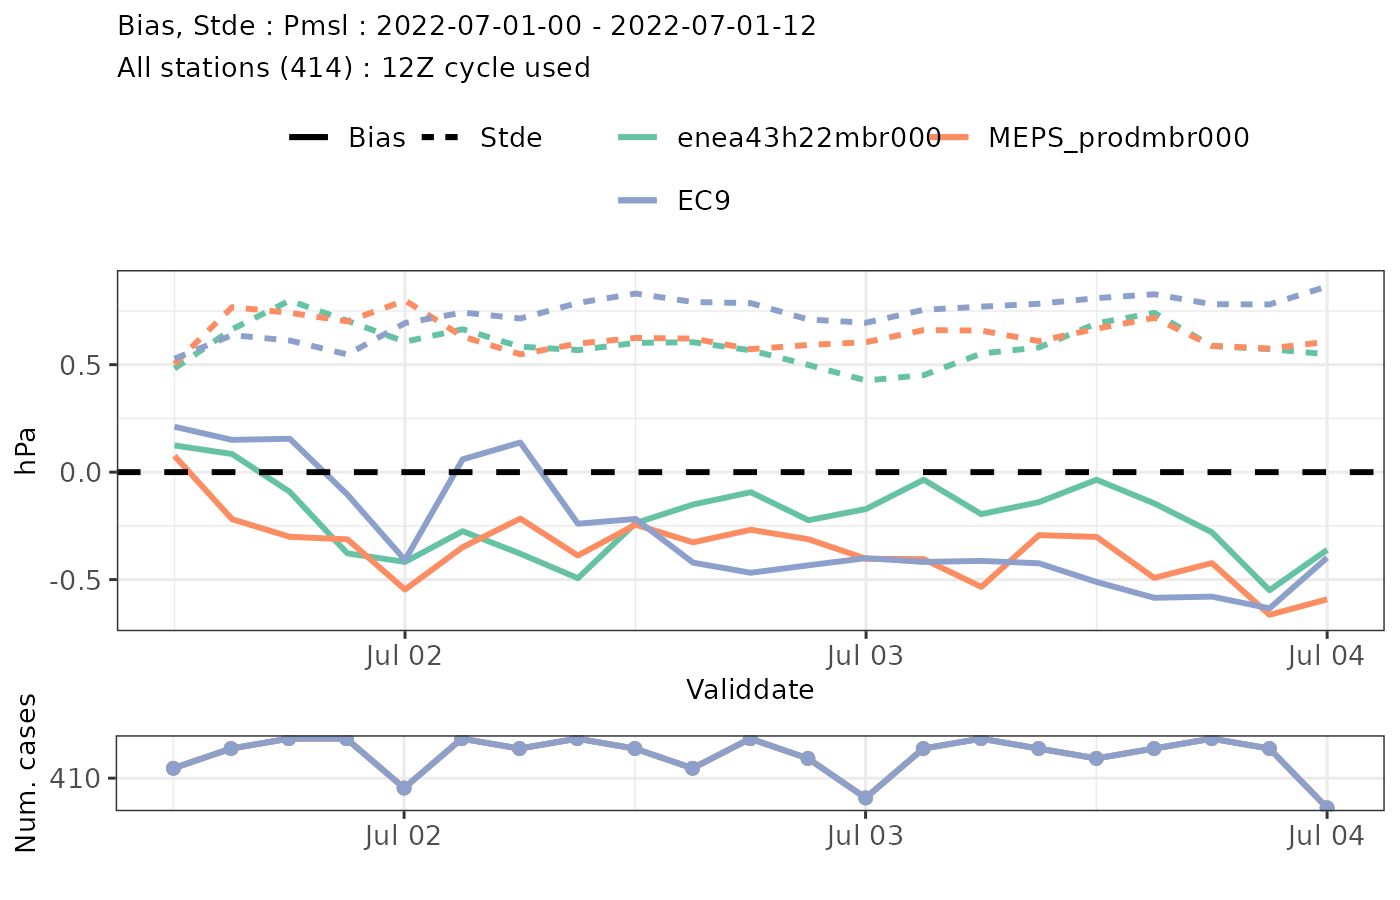 Bias, Stde : Pmsl : 2022-07-01-00 - 2022-07-01-12
All stations (414) : 12Z cycle used
Bias Stde enea43h22mbr000 MEPS_prodmbr000
EC9
hPa
0.5
0.0
-0.5
Jul 02 Jul 03 Jul 04
Validdate
Num. cases
410
Jul 02 Jul 03 Jul 04